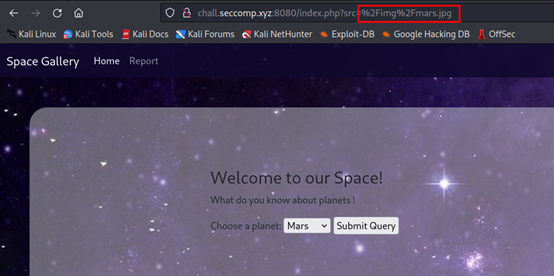 chall.seccomp.xyz:8080/index.php?src=%2Fimg%2Fmars.jpg
Kali Linux Kali Tools Kali Docs Kali Forums Kali NetHunter Exploit-DB Google Hacking DB OffSec
Space Gallery Home Report
Welcome to our Space!
What do you know about planets !
Choose a planet: Mars Submit Query